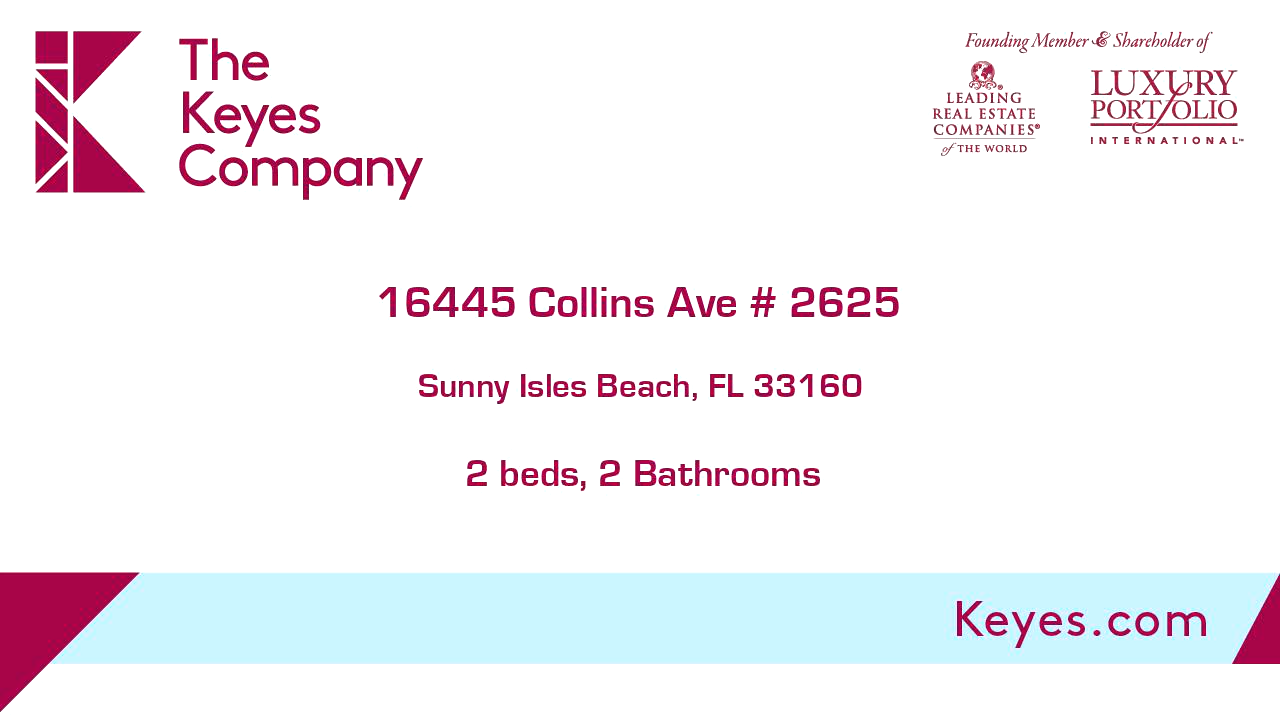 The
Keyes
Company
Founding Member & Shareholder of
LEADING
REAL ESTATE
COMPANIES®
of THE WORLD
LUXURY
PORTFOLIO
INTERNATIONAL™
16445 Collins Ave # 2625
Sunny Isles Beach, FL 33160
2 beds, 2 Bathrooms
Keyes.com